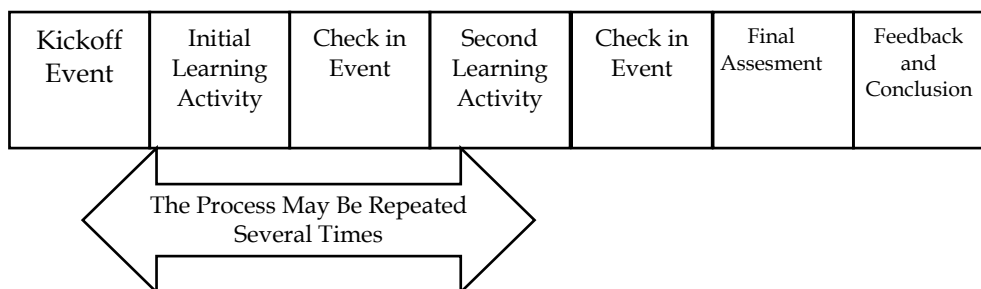 Kickoff
Event
Initial
Learning
Activity
Check in
Event
Second
Learning
Activity
Check in
Event
Final
Assesment
Feedback
and
Conclusion
The Process May Be Repeated
Several Times